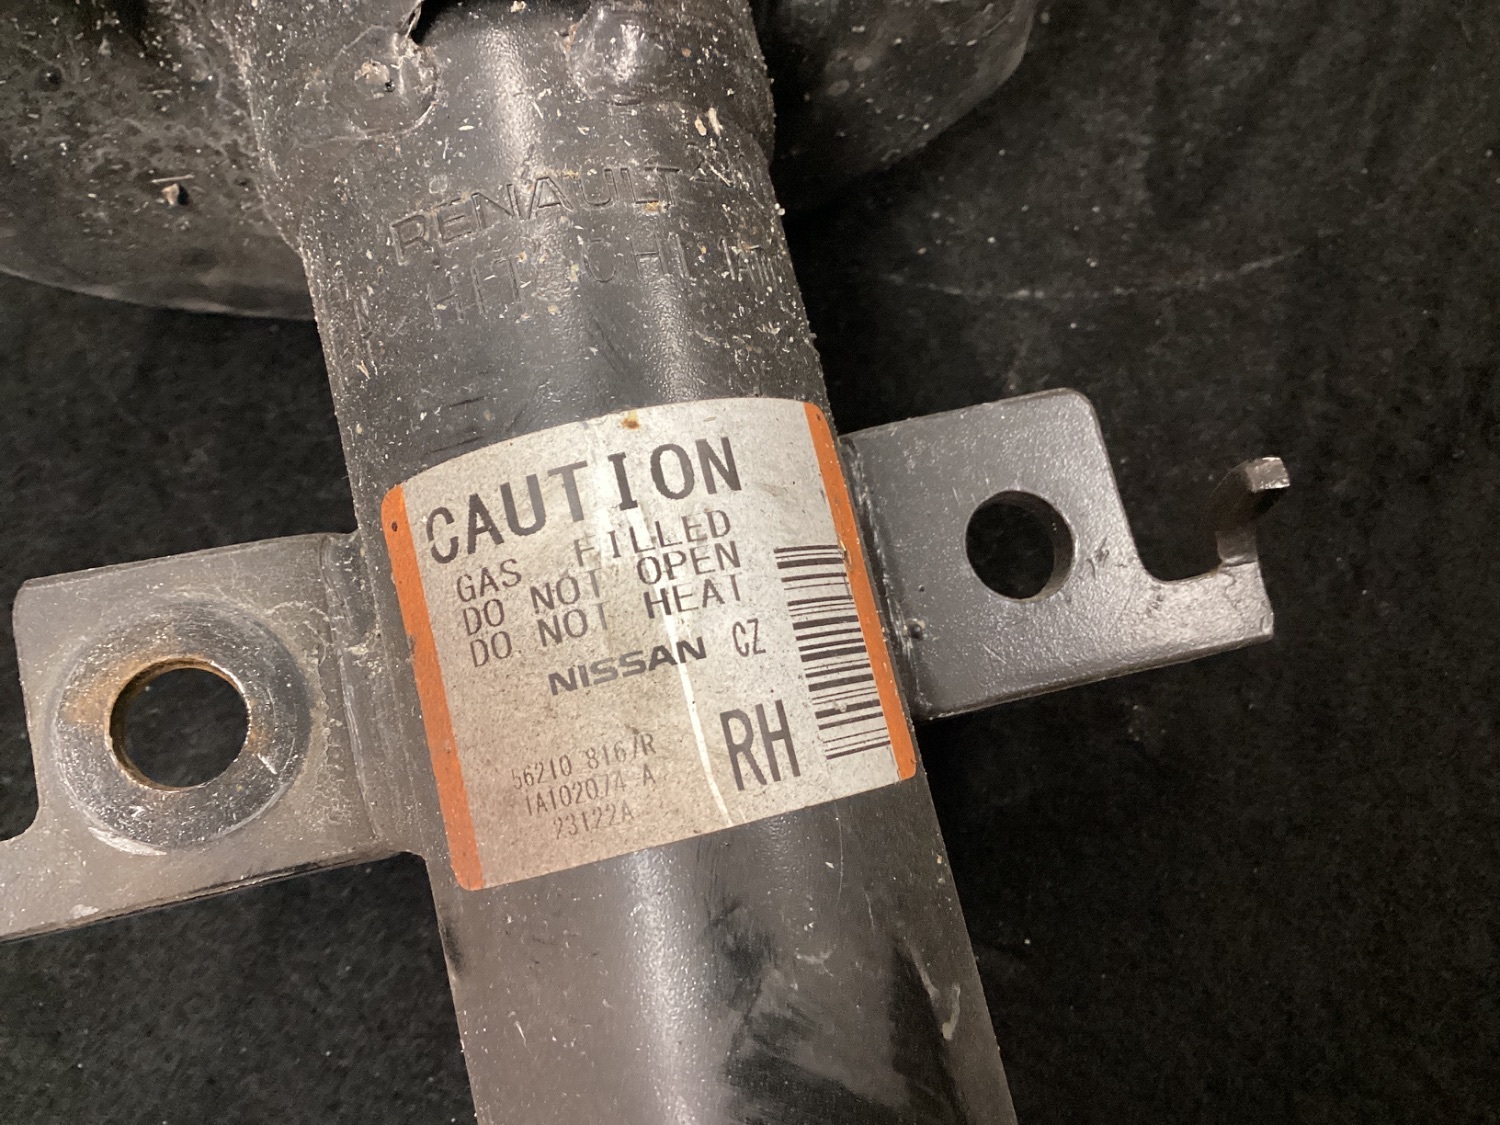 RENAULT
HITACHI
CAUTION
GAS FILLED
DO NOT OPEN
DO NOT HEAT
NISSAN CZ
RH
56210 8167R
1A102074 A
23122A